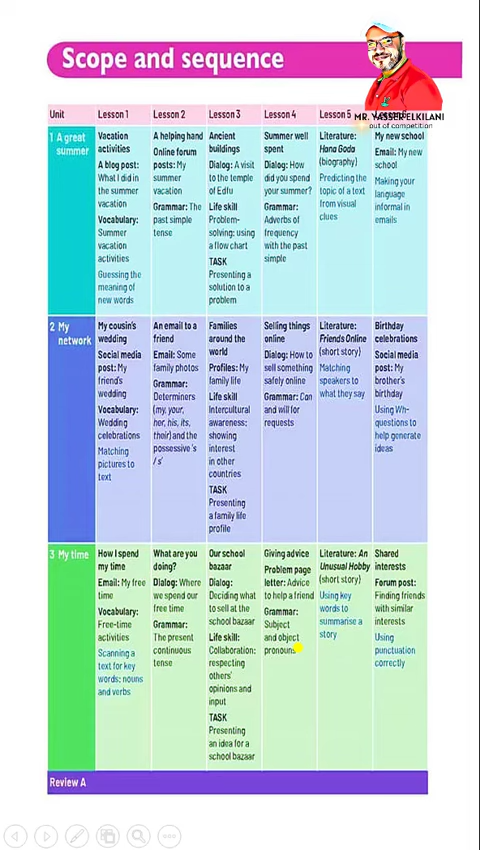 Scope and sequence
MR. YASSER ELKILANI
out of competition
Unit
Lesson 1
Lesson 2
Lesson 3
Lesson 4
Lesson 5
1 A great
summer
Vacation
activities
A blog post:
What I did in
the summer
vacation
Vocabulary:
Summer
vacation
activities
Guessing the
meaning of
new words
A helping hand
Online forum
posts: My
summer
vacation
Grammar: The
past simple
tense
Ancient
buildings
Dialog: A visit
to the temple
of Edfu
Life skill
Problem-
solving: using
a flow chart
TASK
Presenting a
solution to a
problem
Summer well
spent
Dialog: How
did you spend
your summer?
Grammar:
Adverbs of
frequency
with the past
simple
Literature:
Hana Goda
(biography)
Predicting the
topic of a text
from visual
clues
My new school
Email: My new
school
Making your
language
informal in
emails
2 My
network
My cousin's
wedding
Social media
post: My
friend's
wedding
Vocabulary:
Wedding
celebrations
Matching
pictures to
text
An email to a
friend
Email: Some
family photos
Grammar:
Determiners
(my, your,
her, his, its,
their) and the
possessive 's
/ s'
Families
around the
world
Profiles: My
family life
Life skill
Intercultural
awareness:
showing
interest
in other
countries
TASK
Presenting
a family life
profile
Selling things
online
Dialog: How to
sell something
safely online
Grammar: Can
and will for
requests
Literature:
Friends Online
(short story)
Matching
speakers to
what they say
Birthday
celebrations
Social media
post: My
brother's
birthday
Using Wh-
questions to
help generate
ideas
3 My time
How I spend
my time
Email: My free
time
Vocabulary:
Free-time
activities
Scanning a
text for key
words: nouns
and verbs
What are you
doing?
Dialog: Where
we spend our
free time
Grammar:
The present
continuous
tense
Our school
bazaar
Dialog:
Deciding what
to sell at the
school bazaar
Life skill:
Collaboration:
respecting
others'
opinions and
input
TASK
Presenting
an idea for a
school bazaar
Giving advice
Problem page
letter: Advice
to help a friend
Grammar:
Subject
and object
pronouns
Literature: An
Unusual Hobby
(short story)
Using key
words to
summarise a
story
Shared
interests
Forum post:
Finding friends
with similar
interests
Using
punctuation
correctly
Review A